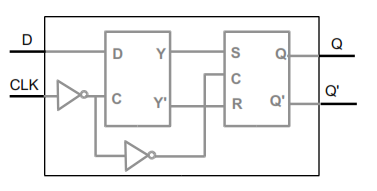 D D Y S Q Q
CLK C Y' C R Q' Q'